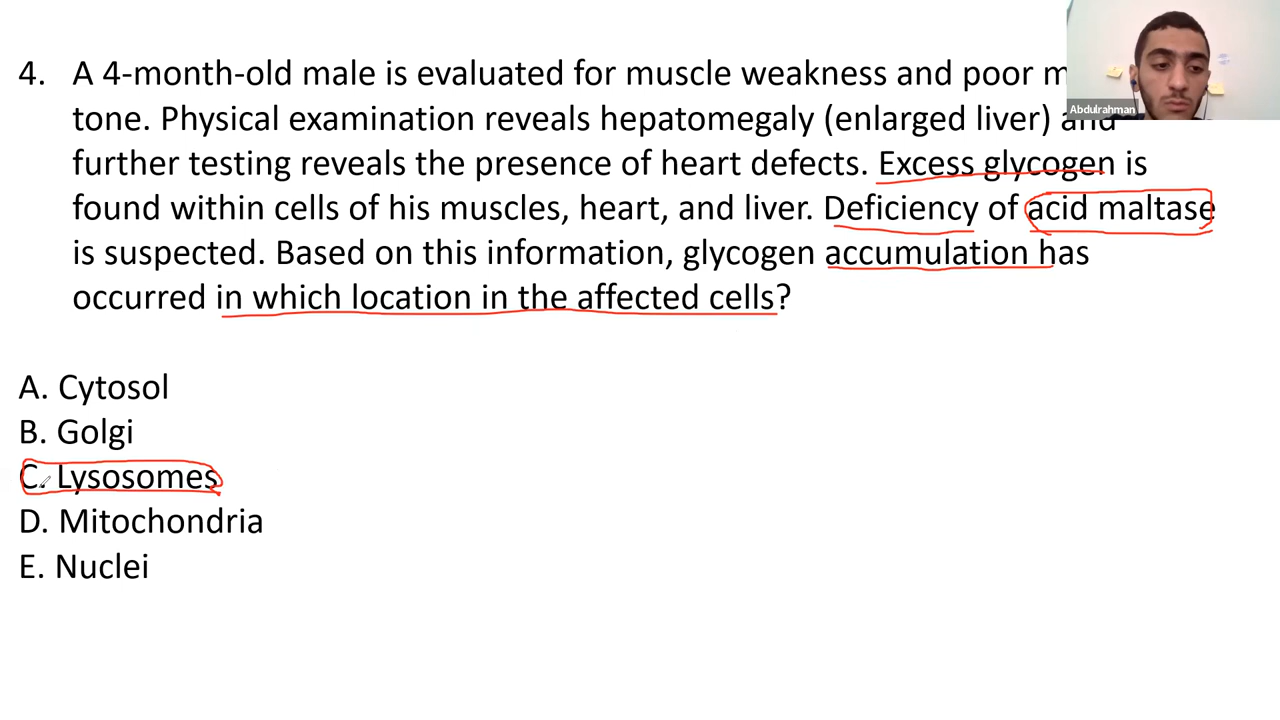 4. A 4-month-old male is evaluated for muscle weakness and poor m
tone. Physical examination reveals hepatomegaly (enlarged liver) and
further testing reveals the presence of heart defects. Excess glycogen is
found within cells of his muscles, heart, and liver. Deficiency of acid maltase
is suspected. Based on this information, glycogen accumulation has
occurred in which location in the affected cells?
A. Cytosol
B. Golgi
C. Lysosomes
D. Mitochondria
E. Nuclei
Abdulrahman